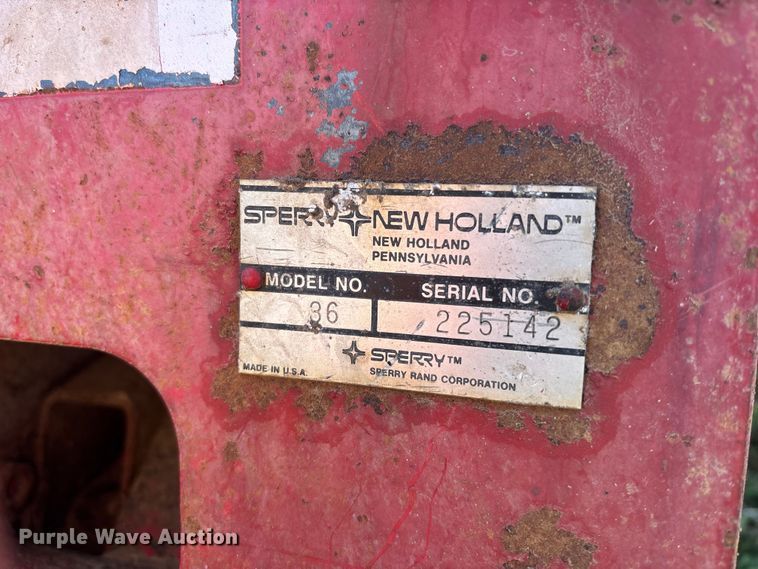 SPERRY NEW HOLLAND™
NEW HOLLAND
PENNSYLVANIA
MODEL NO. SERIAL NO.
36 225142
SPERRY™
MADE IN U.S.A. SPERRY RAND CORPORATION
Purple Wave Auction